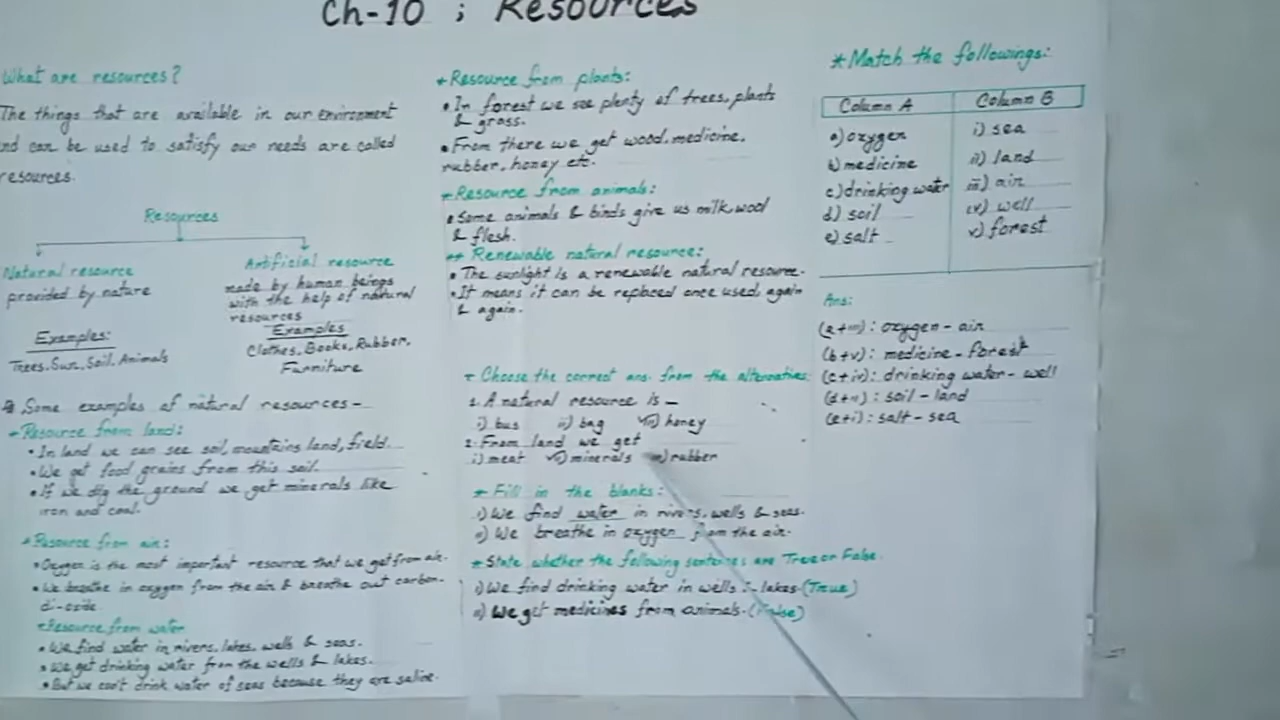 Ch-10 ; Resources
What are resources?
The things that are available in our environment
nd can be used to satisfy our needs are called
resources.
Resources
Natural resource
provided by nature
Examples:
Trees, Sun, Soil, Animals
Artificial resource
made by human beings
with the help of natural
resources
Examples
Clothes, Books, Rubber,
Furniture
Some examples of natural resources-
Resource from land:
• In land we can see soil, mountains land, field.
• We get food grains from this soil.
• If we dig the ground we get minerals like
iron and coal.
Resource from air:
• Oxygen is the most important resource that we get from air.
• We breathe in oxygen from the air & breathe out carbon-
di-oxide
Resource from water
• We find water in rivers, lakes, wells & seas.
• We get drinking water from the wells & lakes.
• But we can't drink water of seas because they are saline.
* Resource from plants:
• In forest we see plenty of trees, plants
& grass.
• From there we get wood, medicine,
rubber, honey etc.
* Resource from animals:
• Some animals & birds give us milk, wool
& flesh.
** Renewable natural resource:
• The sunlight is a renewable natural resource.
• It means it can be replaced once used, again
& again.
* Choose the correct ans. from the alternatives:
1. A natural resource is —
i) bus ii) bag iii) honey
2. From land we get
i) meat ii) minerals iii) rubber
* Fill in the blanks:
i) We find water in rivers, wells & seas.
ii) We breathe in oxygen from the air.
* State whether the following sentences are True or False.
i) We find drinking water in wells lakes. (True)
ii) We get medicines from animals. (False)
* Match the followings:
Column A Column B
a) oxygen i) sea
b) medicine ii) land
c) drinking water iii) air
d) soil iv) well
e) salt v) forest
Ans:
(a+iii): oxygen - air
(b+v): medicine - forest
(c+iv): drinking water - well
(d+ii): soil - land
(e+i): salt - sea